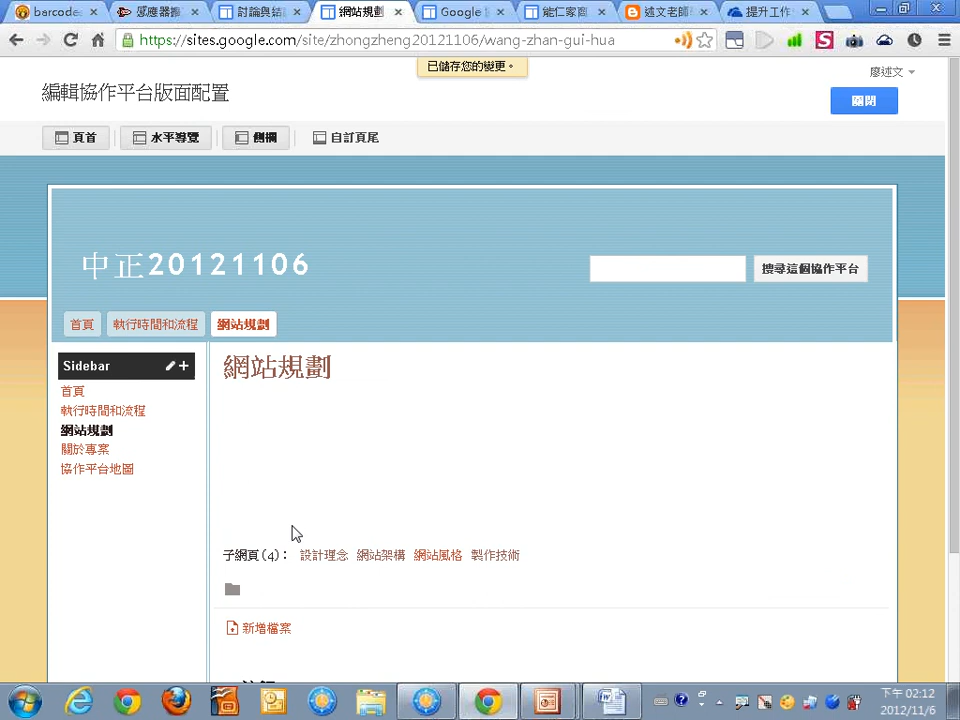 barcode
感應器擴
討論與結
網站規劃
Google
能仁家商
述文老師
提升工作
https://sites.google.com/site/zhongzheng20121106/wang-zhan-gui-hua
已儲存您的變更。
廖述文
編輯協作平台版面配置
關閉
頁首
水平導覽
側欄
自訂頁尾
中正20121106
搜尋這個協作平台
首頁
執行時間和流程
網站規劃
Sidebar
網站規劃
首頁
執行時間和流程
網站規劃
關於專案
協作平台地圖
子網頁(4)： 設計理念 網站架構 網站風格 製作技術
新增檔案
下午 02:12
2012/11/6